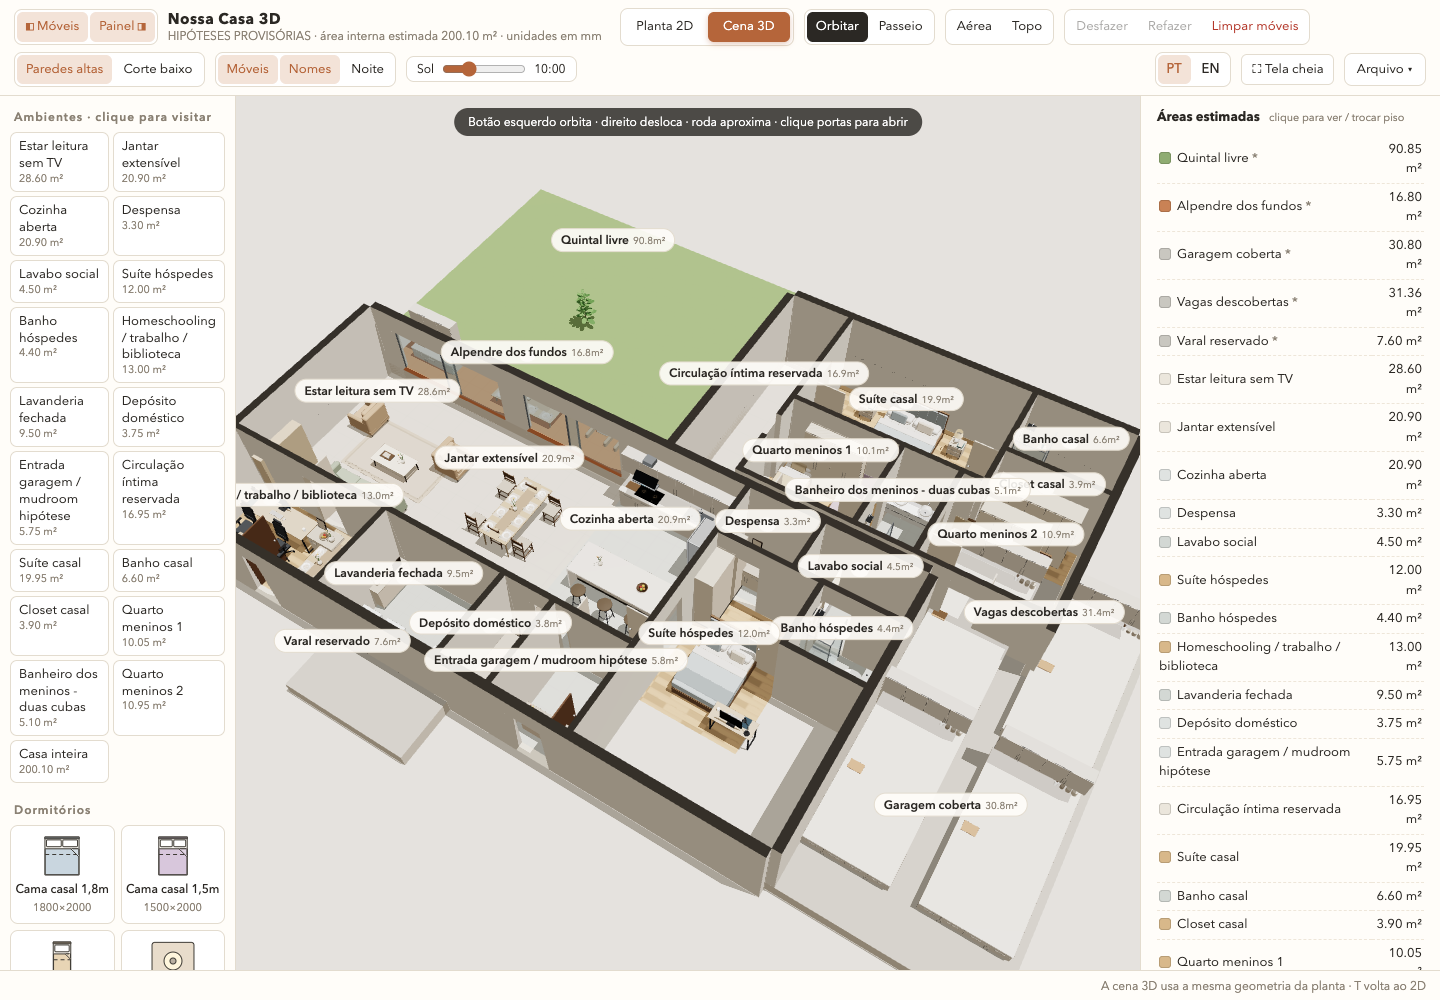 Móveis
Painel
Nossa Casa 3D
HIPÓTESES PROVISÓRIAS · área interna estimada 200.10 m² · unidades em mm
Planta 2D
Cena 3D
Orbitar
Passeio
Aérea
Topo
Desfazer
Refazer
Limpar móveis
Paredes altas
Corte baixo
Móveis
Nomes
Noite
Sol
10:00
PT
EN
Tela cheia
Arquivo
Ambientes · clique para visitar
Estar leitura
sem TV
28.60 m²
Jantar
extensível
20.90 m²
Cozinha
aberta
20.90 m²
Despensa
3.30 m²
Lavabo social
4.50 m²
Suíte hóspedes
12.00 m²
Banho
hóspedes
4.40 m²
Homeschooling
/ trabalho /
biblioteca
13.00 m²
Lavanderia
fechada
9.50 m²
Depósito
doméstico
3.75 m²
Entrada
garagem /
mudroom
hipótese
5.75 m²
Circulação
íntima
reservada
16.95 m²
Suíte casal
19.95 m²
Banho casal
6.60 m²
Closet casal
3.90 m²
Quarto
meninos 1
10.05 m²
Banheiro dos
meninos -
duas cubas
5.10 m²
Quarto
meninos 2
10.95 m²
Casa inteira
200.10 m²
Dormitórios
Cama casal 1,8m
1800×2000
Cama casal 1,5m
1500×2000
Botão esquerdo orbita · direito desloca · roda aproxima · clique portas para abrir
Quintal livre 90.8m²
Alpendre dos fundos 16.8m²
Circulação íntima reservada 16.9m²
Estar leitura sem TV 28.6m²
Suíte casal 19.9m²
Banho casal 6.6m²
Quarto meninos 1 10.1m²
Jantar extensível 20.9m²
casal 3.9m²
Banheiro dos meninos - duas cubas 5.1m²
/ trabalho / biblioteca 13.0m²
Cozinha aberta 20.9m²
Despensa 3.3m²
Quarto meninos 2 10.9m²
Lavabo social 4.5m²
Lavanderia fechada 9.5m²
Vagas descobertas 31.4m²
Depósito doméstico 3.8m²
Suíte hóspedes 12.0m²
Banho hóspedes 4.4m²
Varal reservado 7.6m²
Entrada garagem / mudroom hipótese 5.8m²
Garagem coberta 30.8m²
Áreas estimadas clique para ver / trocar piso
Quintal livre * 90.85 m²
Alpendre dos fundos * 16.80 m²
Garagem coberta * 30.80 m²
Vagas descobertas * 31.36 m²
Varal reservado * 7.60 m²
Estar leitura sem TV 28.60 m²
Jantar extensível 20.90 m²
Cozinha aberta 20.90 m²
Despensa 3.30 m²
Lavabo social 4.50 m²
Suíte hóspedes 12.00 m²
Banho hóspedes 4.40 m²
Homeschooling / trabalho /
biblioteca 13.00 m²
Lavanderia fechada 9.50 m²
Depósito doméstico 3.75 m²
Entrada garagem / mudroom
hipótese 5.75 m²
Circulação íntima reservada 16.95 m²
Suíte casal 19.95 m²
Banho casal 6.60 m²
Closet casal 3.90 m²
Quarto meninos 1 10.05
A cena 3D usa a mesma geometria da planta · T volta ao 2D